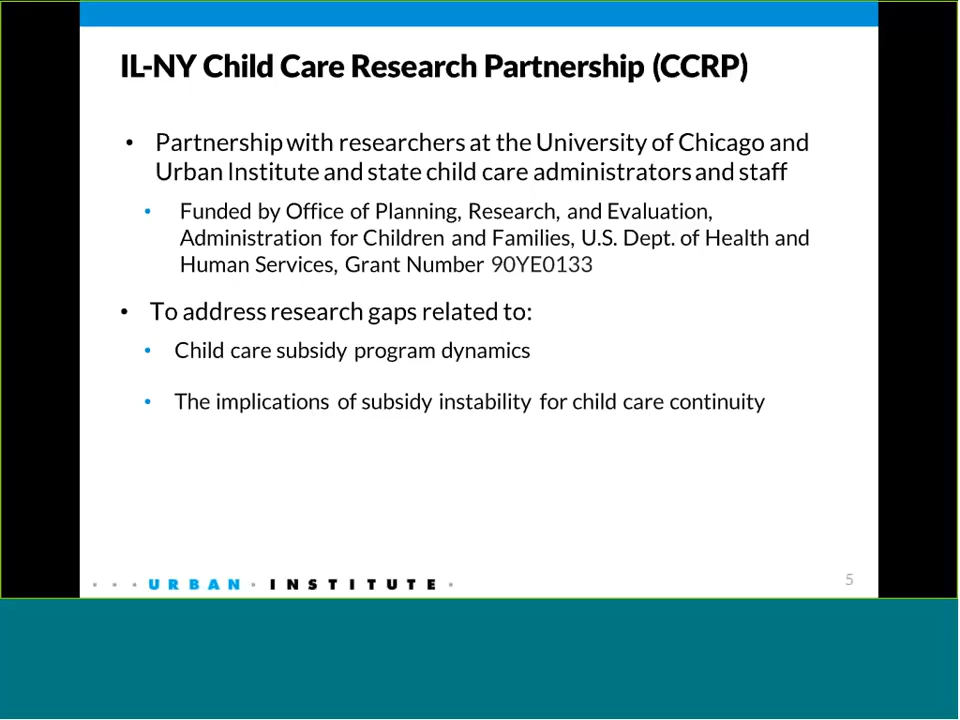 IL-NY Child Care Research Partnership (CCRP)
• Partnership with researchers at the University of Chicago and
Urban Institute and state child care administrators and staff
• Funded by Office of Planning, Research, and Evaluation,
Administration for Children and Families, U.S. Dept. of Health and
Human Services, Grant Number 90YE0133
• To address research gaps related to:
• Child care subsidy program dynamics
• The implications of subsidy instability for child care continuity
URBAN INSTITUTE
5